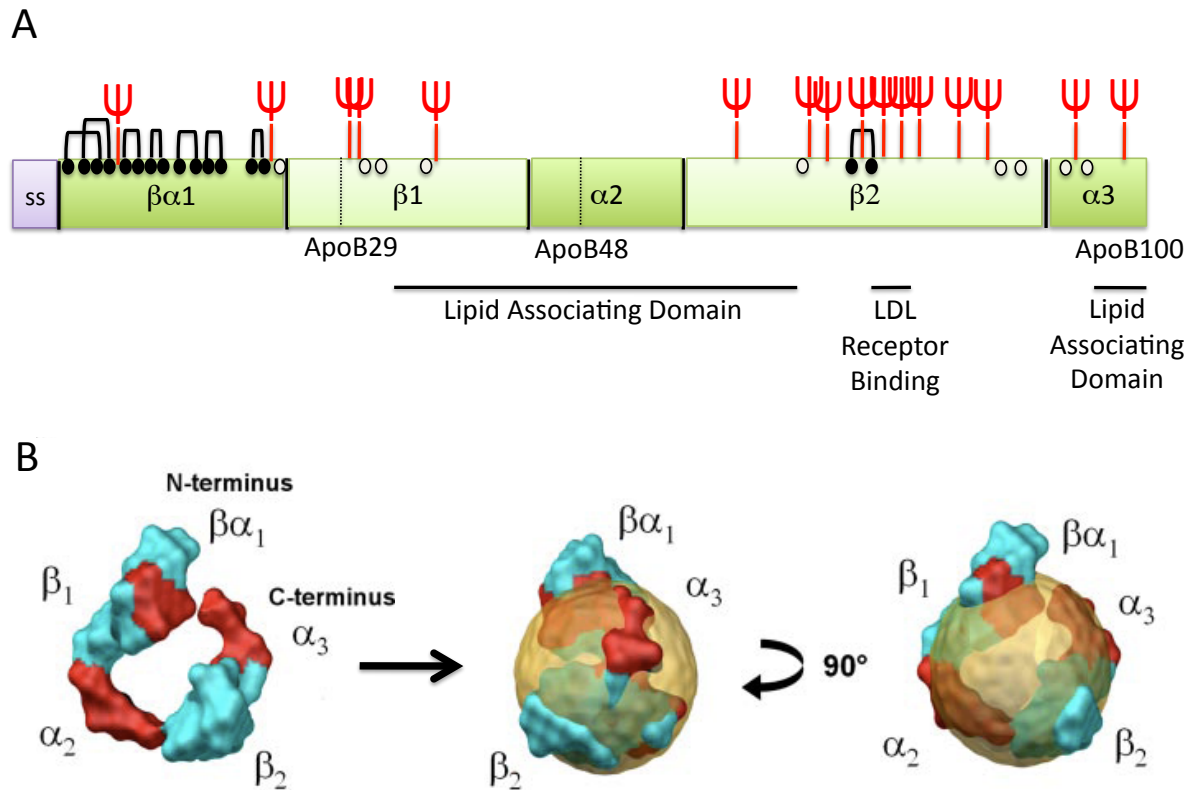 A
ss
βα1
β1
α2
β2
α3
ApoB29
ApoB48
ApoB100
Lipid Associating Domain
LDL
Receptor
Binding
Lipid
Associating
Domain
B
N-terminus
βα₁
β₁
C-terminus
α₃
α₂
β₂
βα₁
α₃
β₂
90°
βα₁
β₁
α₃
α₂
β₂